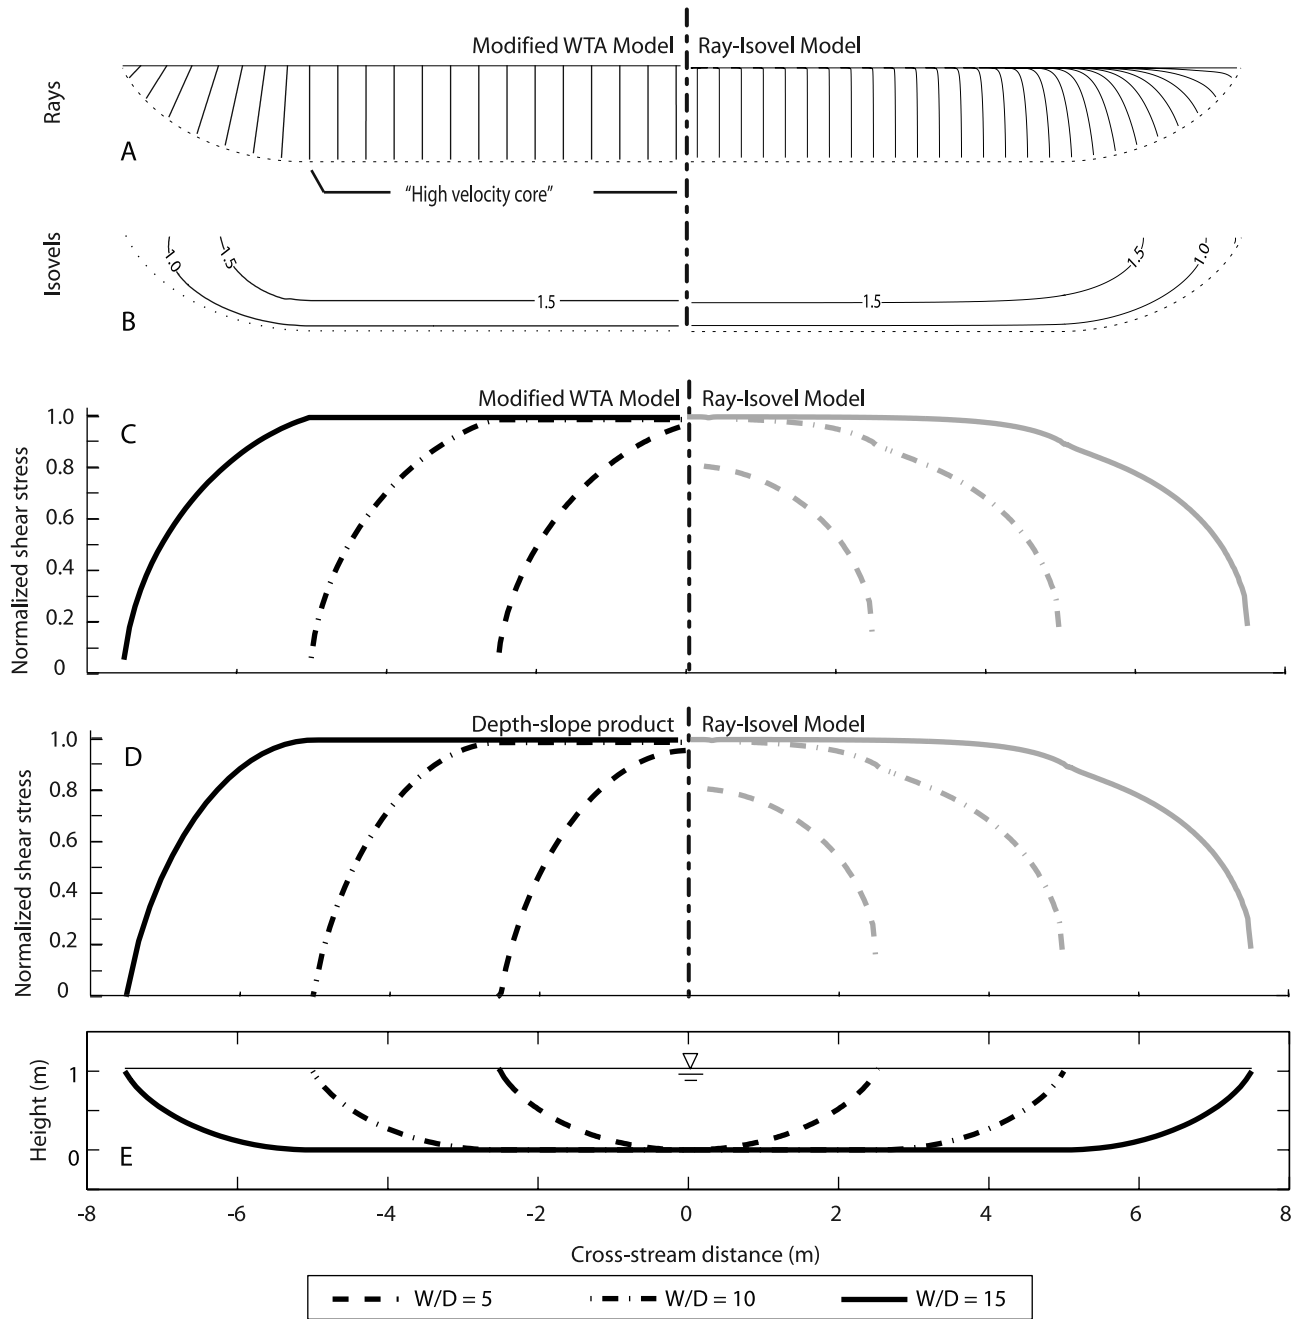 Modified WTA Model
Ray-Isovel Model
Rays
A
"High velocity core"
Isovels
1.0
1.5
1.5
1.5
1.5
1.0
B
Modified WTA Model
Ray-Isovel Model
C
Normalized shear stress
1.0
0.8
0.6
0.4
0.2
0
Depth-slope product
Ray-Isovel Model
D
Normalized shear stress
1.0
0.8
0.6
0.4
0.2
0
Height (m)
1
0
E
-8 -6 -4 -2 0 2 4 6 8
Cross-stream distance (m)
W/D = 5 W/D = 10 W/D = 15